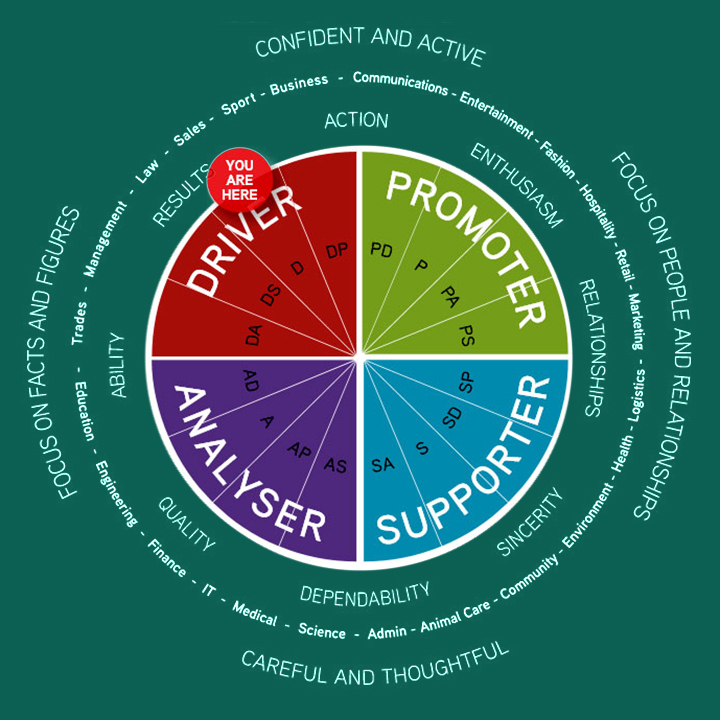 CONFIDENT AND ACTIVE
FOCUS ON PEOPLE AND RELATIONSHIPS
CAREFUL AND THOUGHTFUL
FOCUS ON FACTS AND FIGURES
Communications - Entertainment - Fashion - Hospitality - Retail - Marketing - Logistics - Health - Environment - Community - Animal Care - Admin - Science - Medical - IT - Finance - Engineering - Education - Trades - Management - Law - Sales - Sport - Business -
ACTION
ENTHUSIASM
RELATIONSHIPS
SINCERITY
DEPENDABILITY
QUALITY
ABILITY
RESULTS
YOU
ARE
HERE
DRIVER
DA
DS
D
DP
PROMOTER
PD
P
PA
PS
SUPPORTER
SP
SD
S
SA
ANALYSER
AS
AP
A
AD